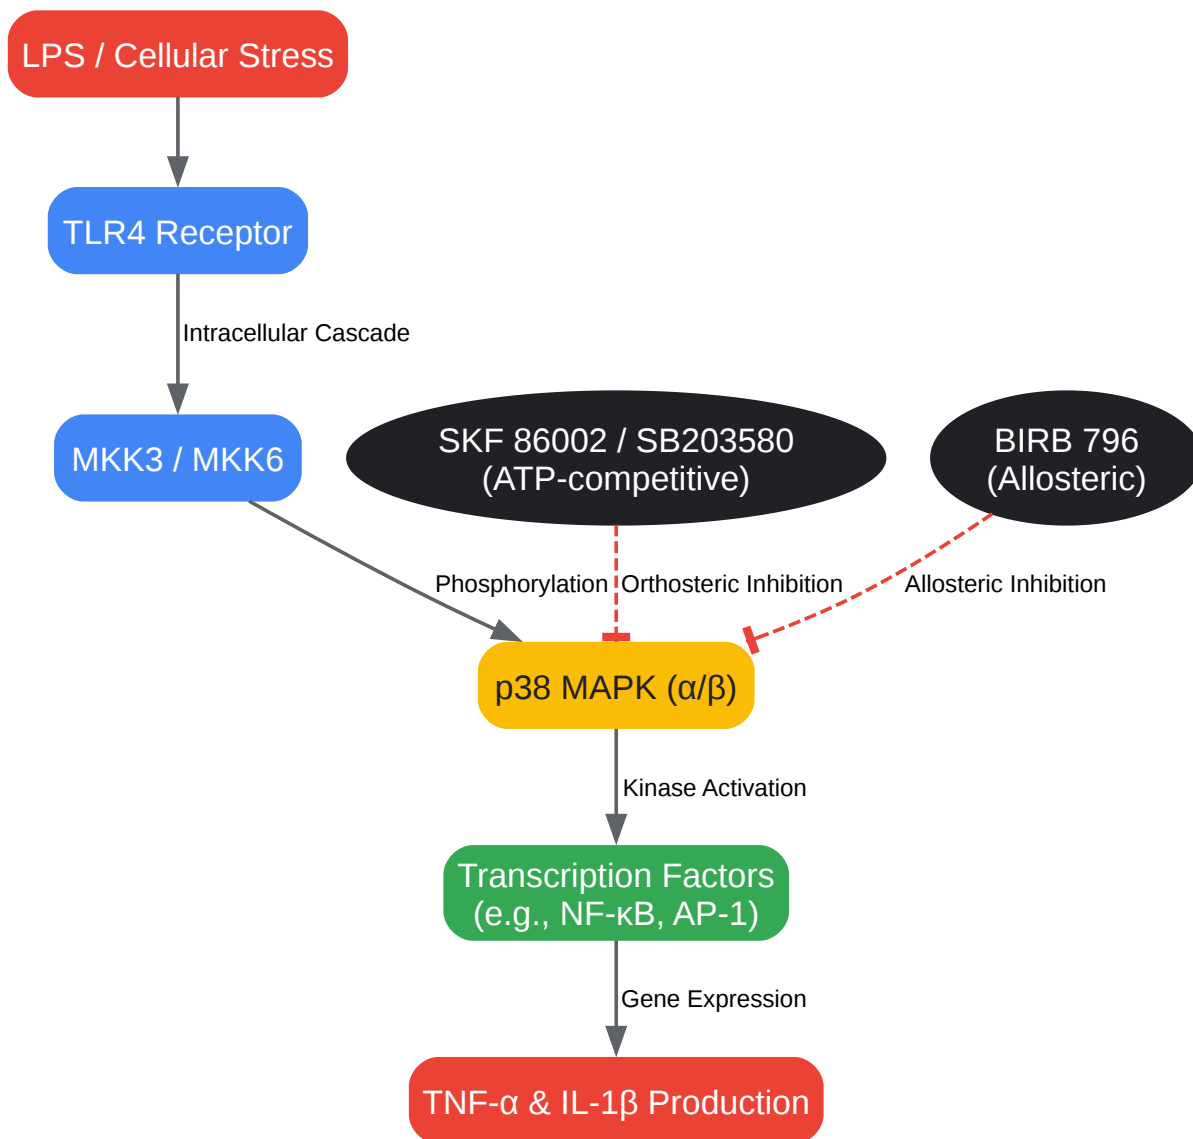 LPS / Cellular Stress
TLR4 Receptor
Intracellular Cascade
MKK3 / MKK6
SKF 86002 / SB203580
(ATP-competitive)
BIRB 796
(Allosteric)
Phosphorylation
Orthosteric Inhibition
Allosteric Inhibition
p38 MAPK (α/β)
Kinase Activation
Transcription Factors
(e.g., NF-κB, AP-1)
Gene Expression
TNF-α & IL-1β Production